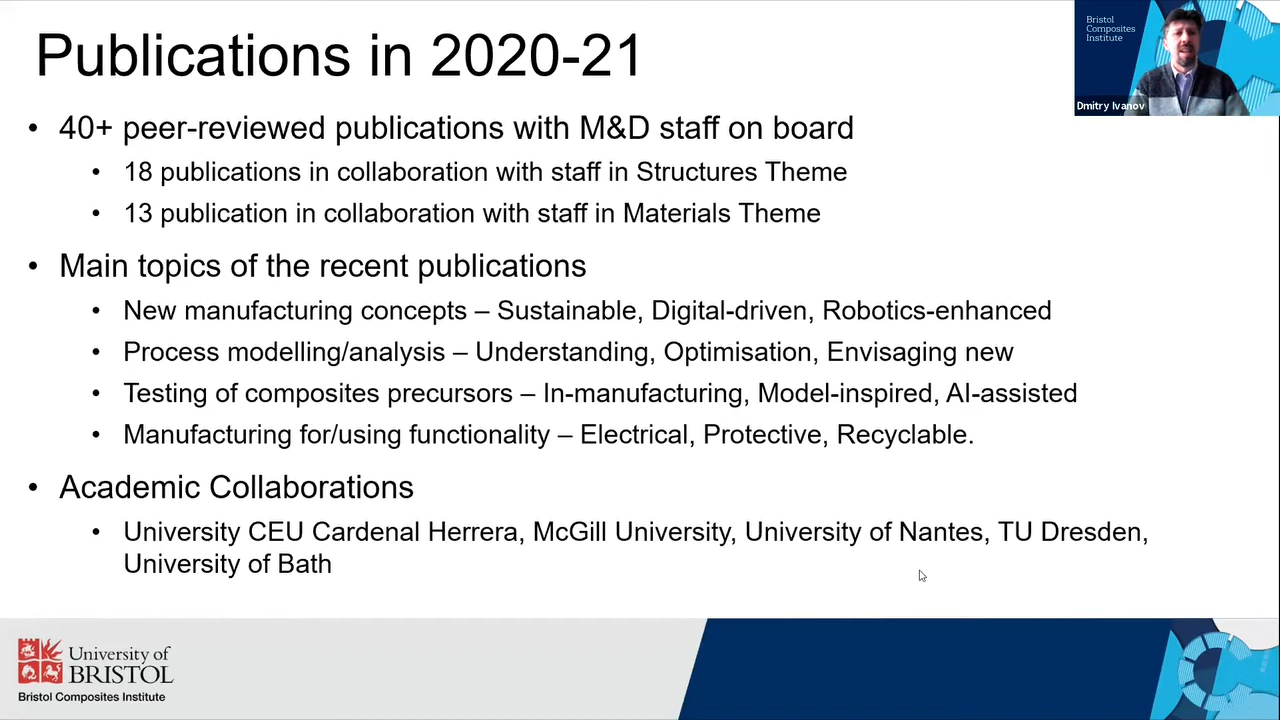 Publications in 2020-21
Bristol
Composites
Institute
Dmitry Ivanov
• 40+ peer-reviewed publications with M&D staff on board
• 18 publications in collaboration with staff in Structures Theme
• 13 publication in collaboration with staff in Materials Theme
• Main topics of the recent publications
• New manufacturing concepts – Sustainable, Digital-driven, Robotics-enhanced
• Process modelling/analysis – Understanding, Optimisation, Envisaging new
• Testing of composites precursors – In-manufacturing, Model-inspired, AI-assisted
• Manufacturing for/using functionality – Electrical, Protective, Recyclable.
• Academic Collaborations
• University CEU Cardenal Herrera, McGill University, University of Nantes, TU Dresden,
University of Bath
University of
BRISTOL
Bristol Composites Institute